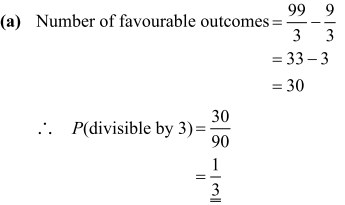 (a) Number of favourable outcomes = 99/3 − 9/3
= 33 − 3
= 30
∴ P(divisible by 3) = 30/90
= 1/3